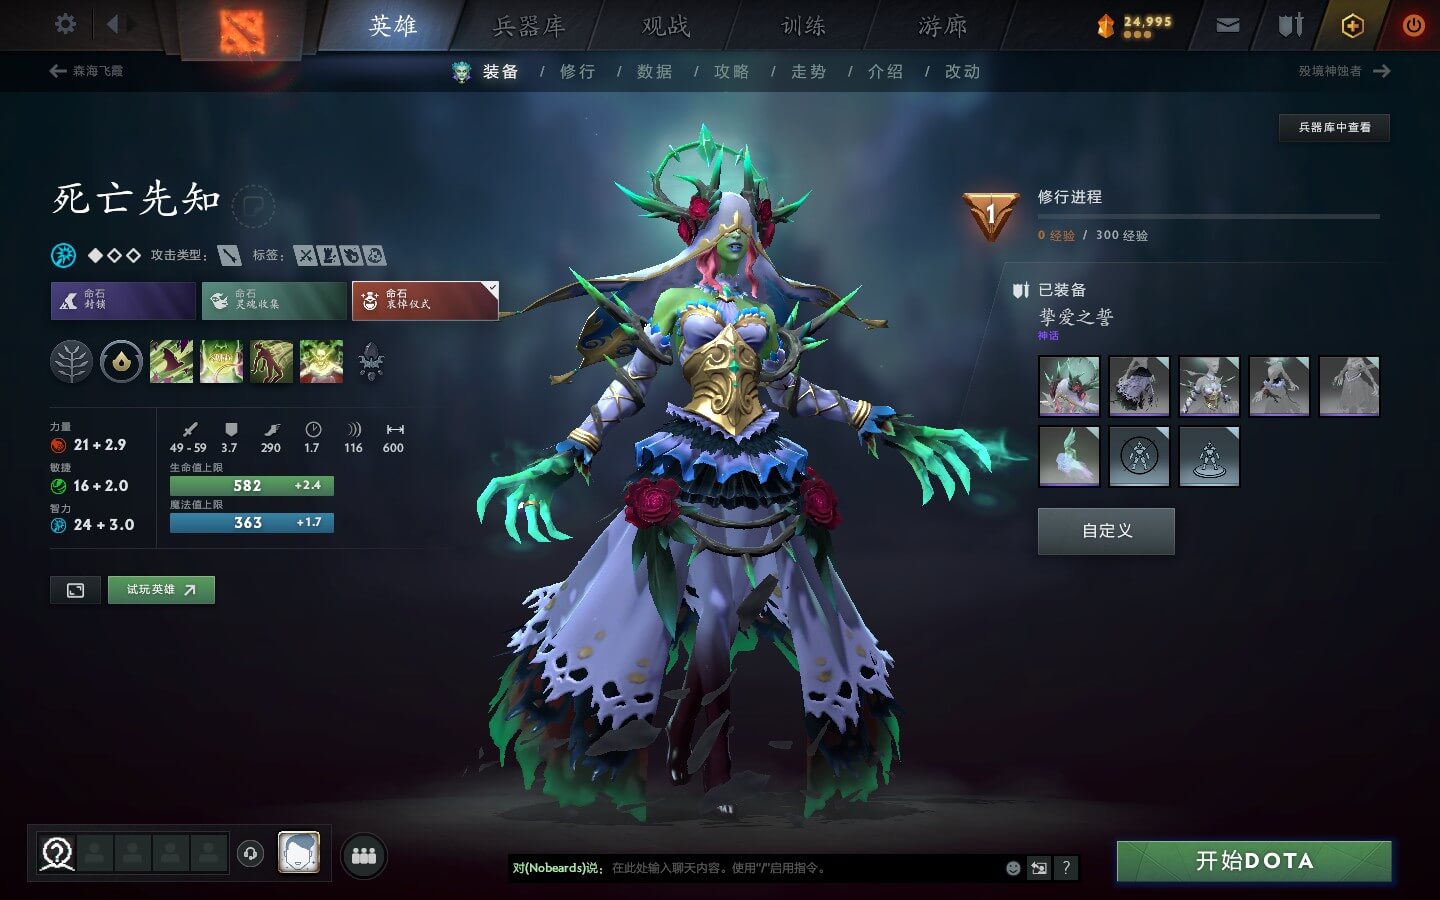 英雄
兵器库
观战
训练
游廊
24,995
森海飞霞
装备 / 修行 / 数据 / 攻略 / 走势 / 介绍 / 改动
殁境神蚀者
兵器库中查看
死亡先知
攻击类型：
标签：
命石
封锁
命石
灵魂收集
命石
哀悼仪式
力量
21 + 2.9
敏捷
16 + 2.0
智力
24 + 3.0
49 - 59
3.7
290
1.7
116
600
生命值上限
582
+2.4
魔法值上限
363
+1.7
试玩英雄
1
修行进程
0 经验 / 300 经验
已装备
挚爱之誓
神话
自定义
对(Nobeards)说：
在此处输入聊天内容。使用“/”启用指令。
?
开始DOTA